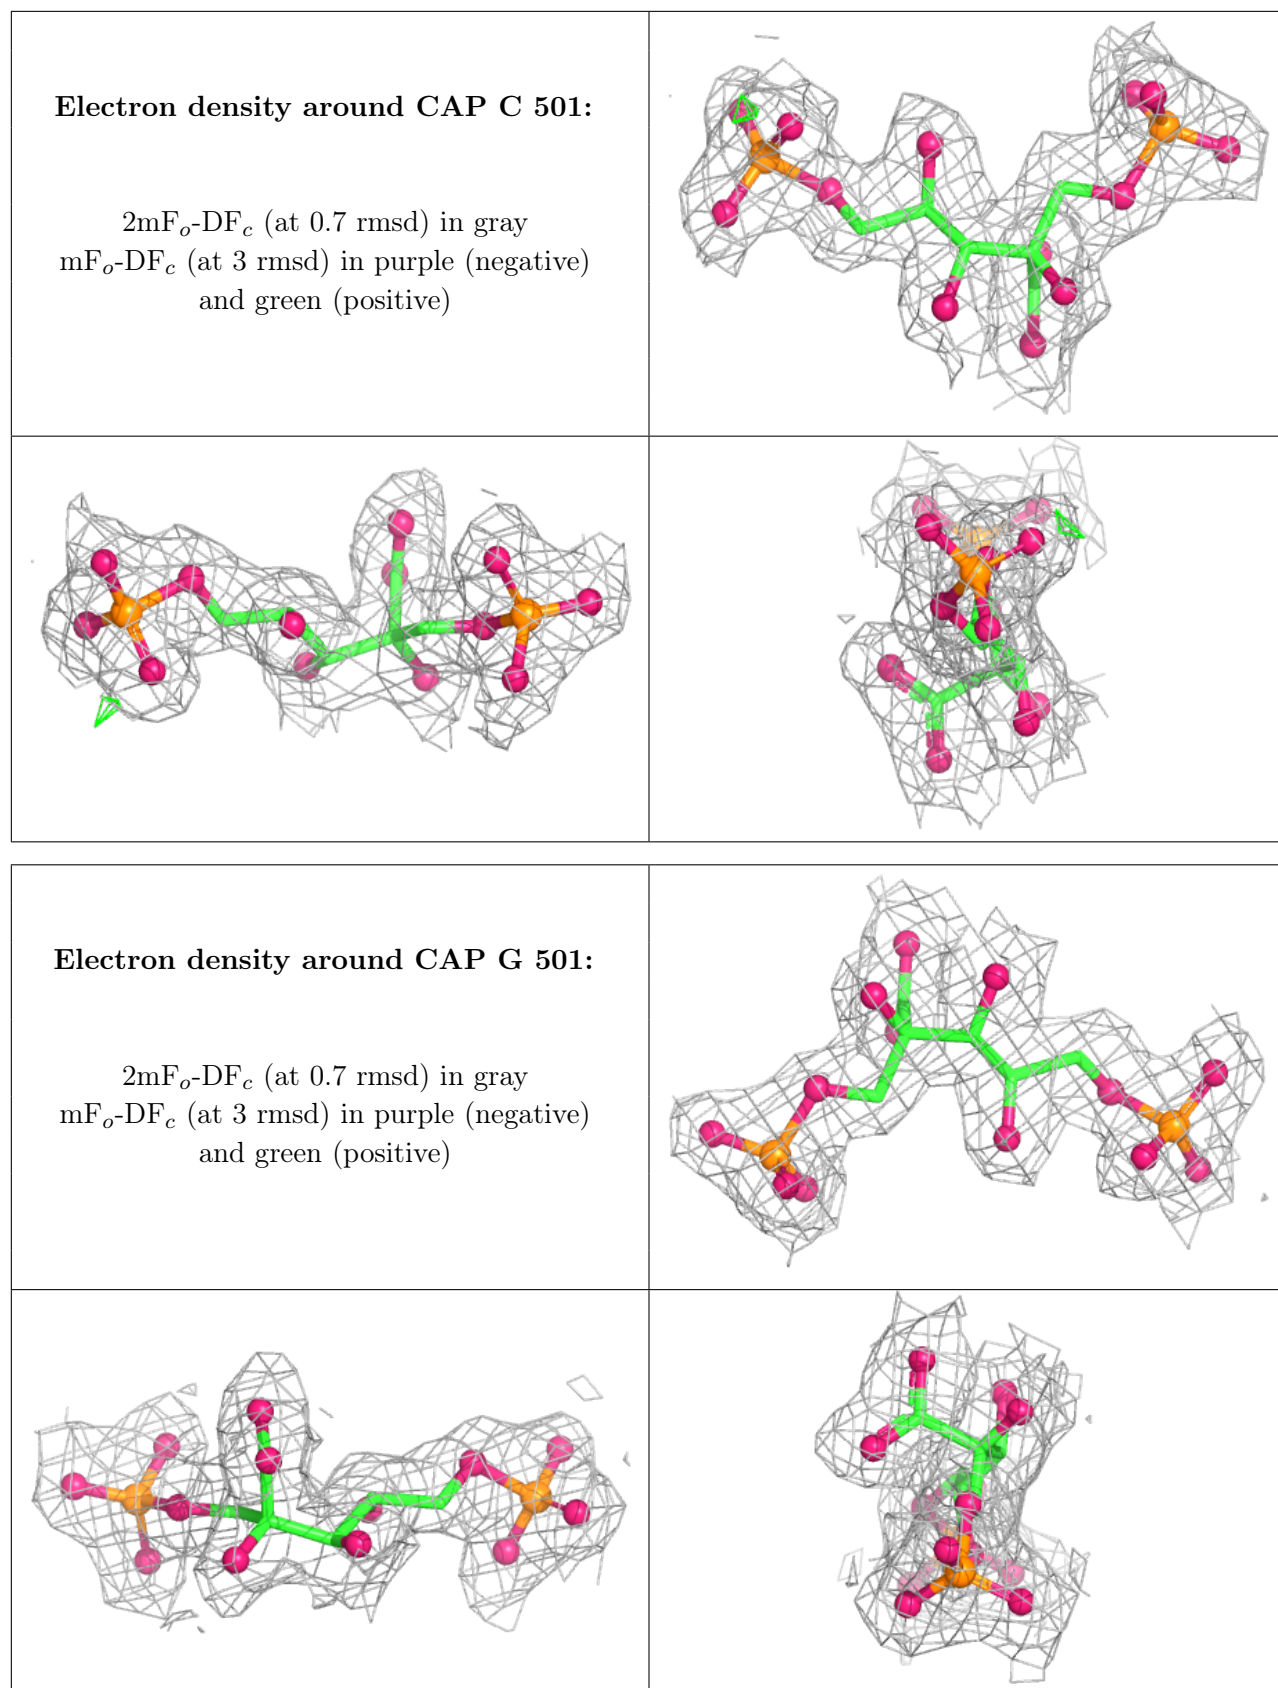 Electron density around CAP C 501:
2mFo-DFc (at 0.7 rmsd) in gray
mFo-DFc (at 3 rmsd) in purple (negative)
and green (positive)
Electron density around CAP G 501:
2mFo-DFc (at 0.7 rmsd) in gray
mFo-DFc (at 3 rmsd) in purple (negative)
and green (positive)